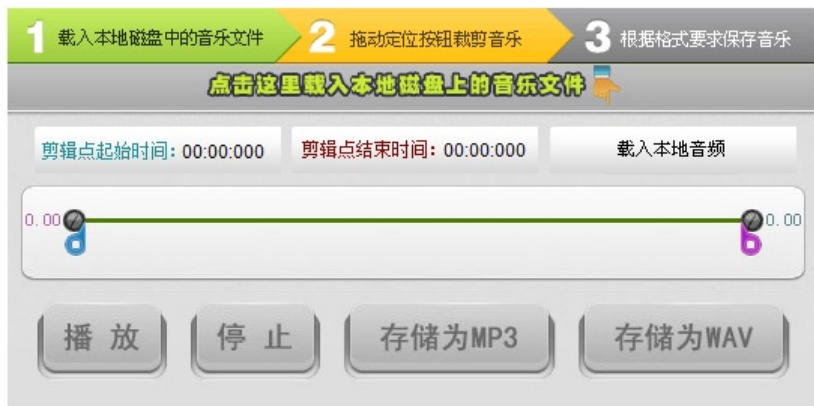 1 载入本地磁盘中的音乐文件 2 拖动定位按钮裁剪音乐 3 根据格式要求保存音乐
点击这里载入本地磁盘上的音乐文件
剪辑点起始时间：00:00:000 剪辑点结束时间：00:00:000 载入本地音频
0.00 0.00
播 放 停 止 存储为MP3 存储为WAV